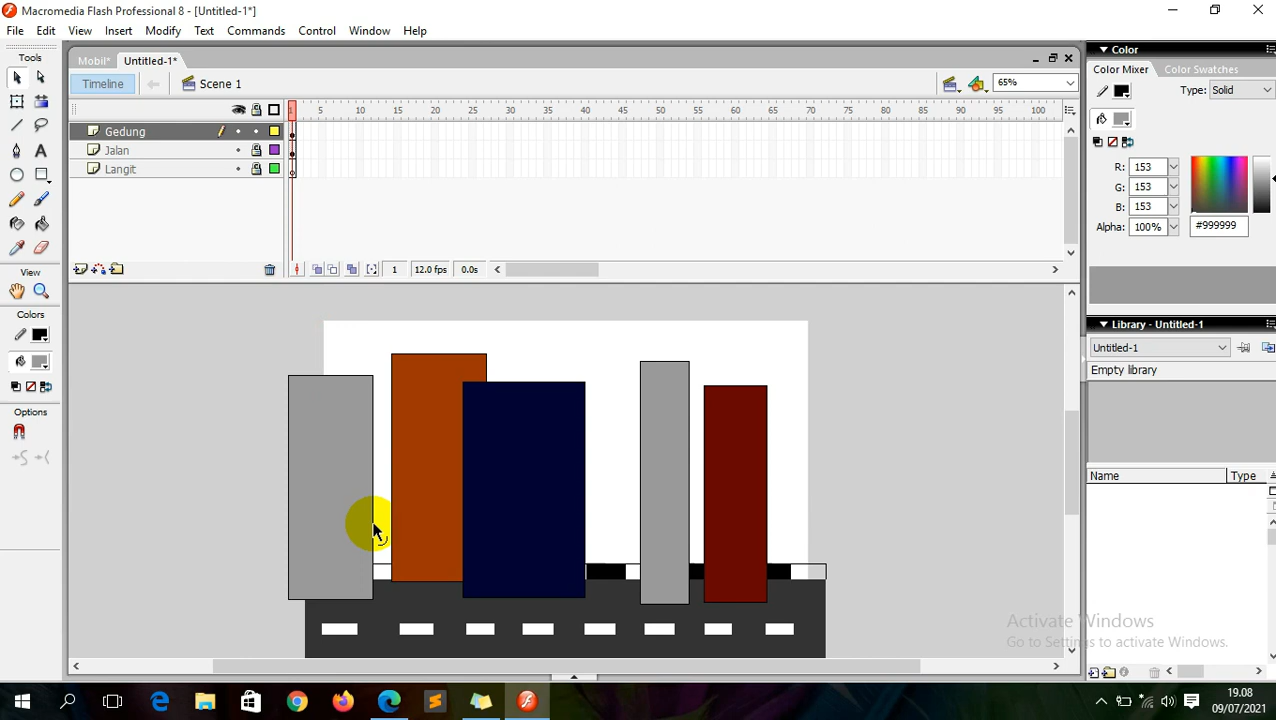 Macromedia Flash Professional 8 - [Untitled-1*]
File Edit View Insert Modify Text Commands Control Window Help
Tools
Mobil* Untitled-1*
Timeline Scene 1 65%
1 5 10 15 20 25 30 35 40 45 50 55 60 65 70 75 80 85 90 95 100
Gedung
Jalan
Langit
1 12.0 fps 0.0s
View
Colors
Options
Color
Color Mixer Color Swatches
Type: Solid
R: 153
G: 153
B: 153
Alpha: 100% #999999
Library - Untitled-1
Untitled-1
Empty library
Name Type
Activate Windows
Go to Settings to activate Windows.
19.08
09/07/2021